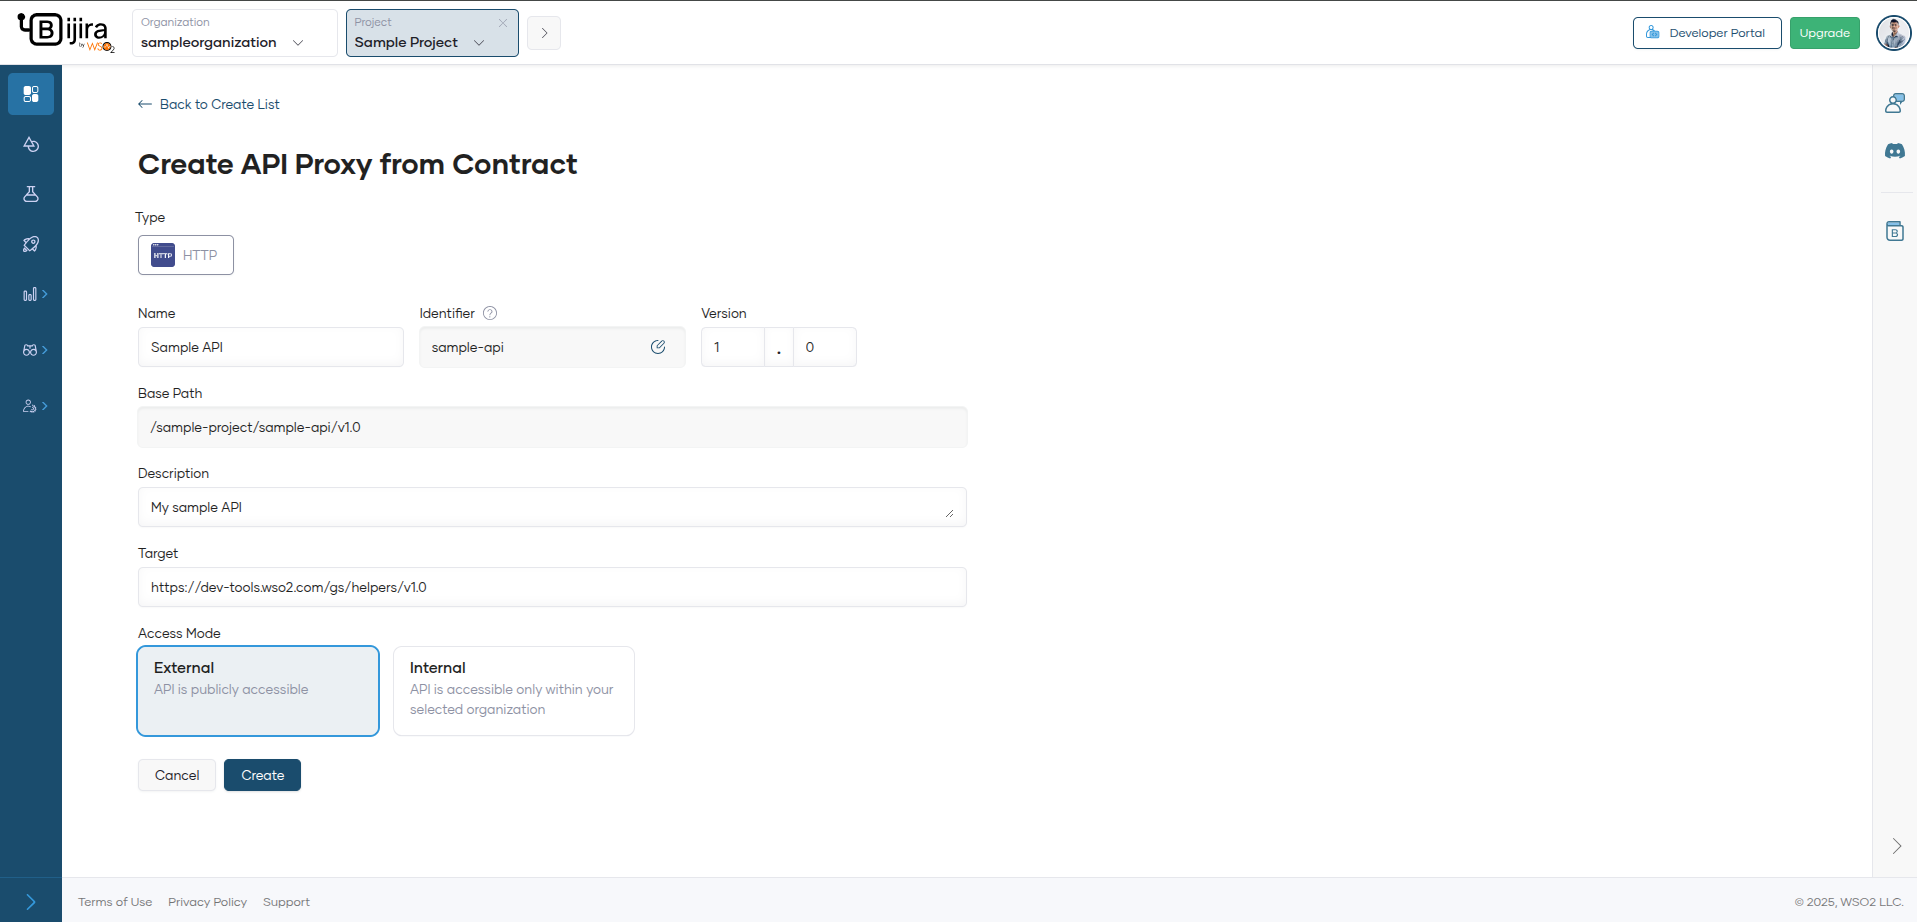 Bijira
by WSO2
Organization
sampleorganization
Project
Sample Project
Developer Portal
Upgrade
Back to Create List
Create API Proxy from Contract
Type
HTTP HTTP
Name
Identifier ?
Version
Sample API
sample-api
1 . 0
Base Path
/sample-project/sample-api/v1.0
Description
My sample API
Target
https://dev-tools.wso2.com/gs/helpers/v1.0
Access Mode
External
API is publicly accessible
Internal
API is accessible only within your
selected organization
Cancel
Create
B
Terms of Use
Privacy Policy
Support
© 2025, WSO2 LLC.